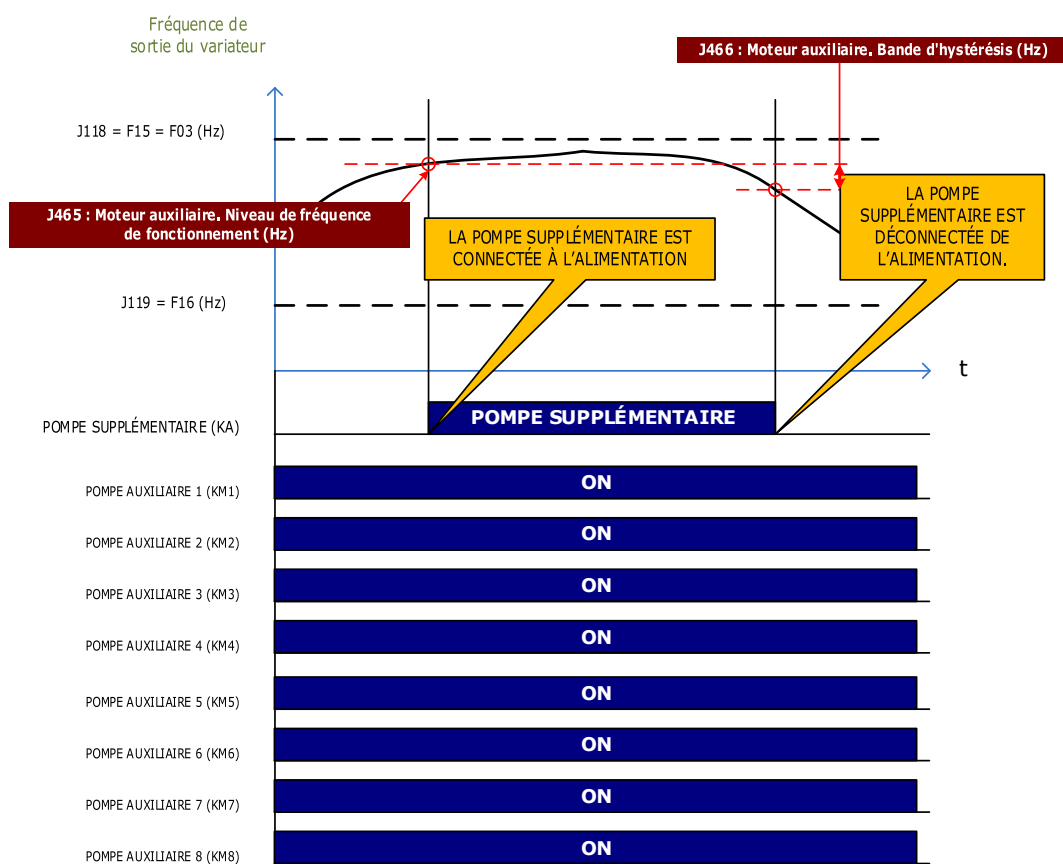 Fréquence de
sortie du variateur
J466 : Moteur auxiliaire. Bande d'hystérésis (Hz)
J118 = F15 = F03 (Hz)
J465 : Moteur auxiliaire. Niveau de fréquence
de fonctionnement (Hz)
LA POMPE SUPPLÉMENTAIRE EST
CONNECTÉE À L’ALIMENTATION
LA POMPE
SUPPLÉMENTAIRE EST
DÉCONNECTÉE DE
L’ALIMENTATION.
J119 = F16 (Hz)
t
POMPE SUPPLÉMENTAIRE (KA)
POMPE SUPPLÉMENTAIRE
POMPE AUXILIAIRE 1 (KM1)
ON
POMPE AUXILIAIRE 2 (KM2)
ON
POMPE AUXILIAIRE 3 (KM3)
ON
POMPE AUXILIAIRE 4 (KM4)
ON
POMPE AUXILIAIRE 5 (KM5)
ON
POMPE AUXILIAIRE 6 (KM6)
ON
POMPE AUXILIAIRE 7 (KM7)
ON
POMPE AUXILIAIRE 8 (KM8)
ON